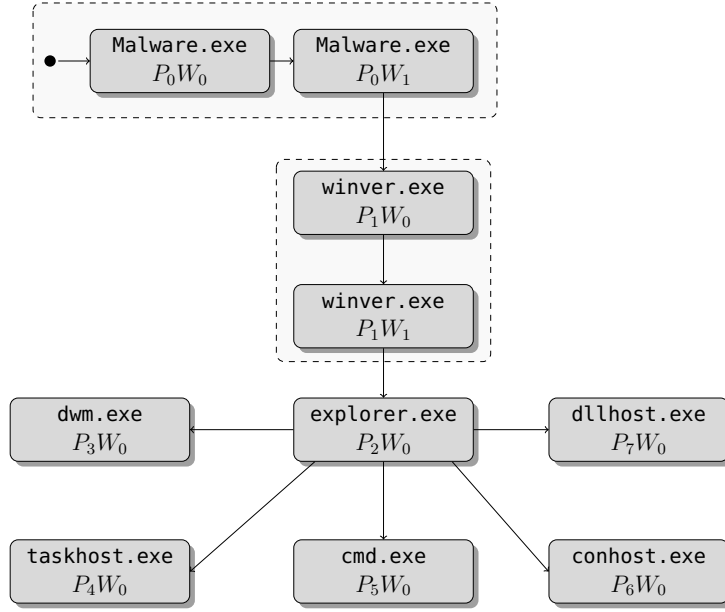 Malware.exe
P₀W₀
Malware.exe
P₀W₁
winver.exe
P₁W₀
winver.exe
P₁W₁
dwm.exe
P₃W₀
explorer.exe
P₂W₀
dllhost.exe
P₇W₀
taskhost.exe
P₄W₀
cmd.exe
P₅W₀
conhost.exe
P₆W₀